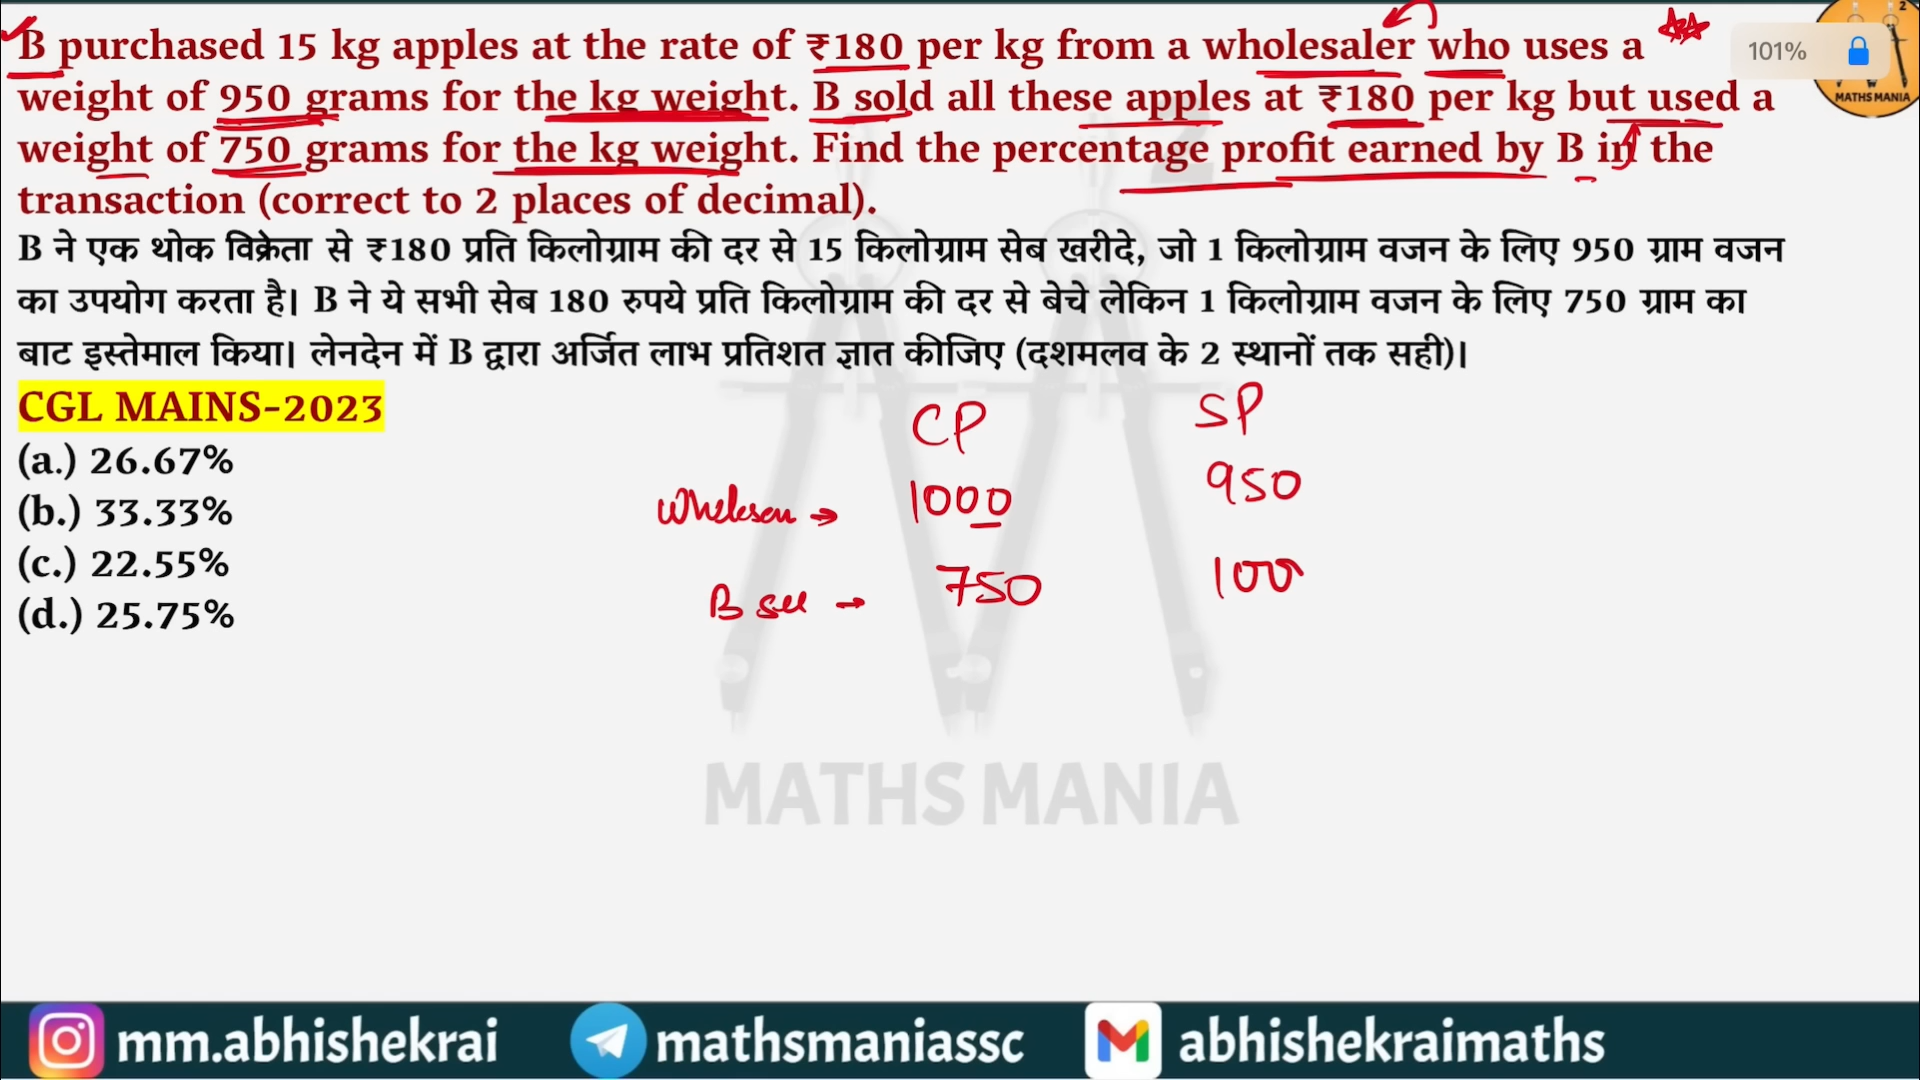 B purchased 15 kg apples at the rate of ₹180 per kg from a wholesaler who uses a
101%
weight of 950 grams for the kg weight. B sold all these apples at ₹180 per kg but used a
MATHS MANIA
weight of 750 grams for the kg weight. Find the percentage profit earned by B in the
transaction (correct to 2 places of decimal).
B ने एक थोक विक्रेता से ₹180 प्रति किलोग्राम की दर से 15 किलोग्राम सेब खरीदे, जो 1 किलोग्राम वजन के लिए 950 ग्राम वजन
का उपयोग करता है। B ने ये सभी सेब 180 रुपये प्रति किलोग्राम की दर से बेचे लेकिन 1 किलोग्राम वजन के लिए 750 ग्राम का
बाट इस्तेमाल किया। लेनदेन में B द्वारा अर्जित लाभ प्रतिशत ज्ञात कीजिए (दशमलव के 2 स्थानों तक सही)।
CGL MAINS-2023
CP SP
(a.) 26.67%
(b.) 33.33%
(c.) 22.55%
(d.) 25.75%
→ 1000 950
B → 750 100
MATHS MANIA
mm.abhishekrai mathsmaniassc abhishekraimaths